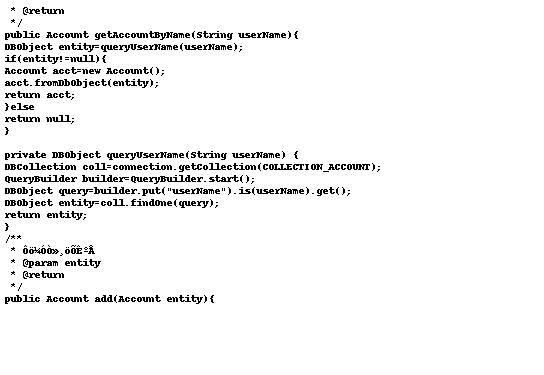 * @return
*/
public Account getAccountByName(String userName){
DBObject entity=queryUserName(userName);
if(entity!=null){
Account acct=new Account();
acct.fromDbObject(entity);
return acct;
}else
return null;
}
private DBObject queryUserName(String userName) {
DBCollection coll=connection.getCollection(COLLECTION_ACCOUNT);
QueryBuilder builder=QueryBuilder.start();
DBObject query=builder.put("userName").is(userName).get();
DBObject entity=coll.findOne(query);
return entity;
}
/**
* Ôö¼ÓÒ»¸öÕÊºÅ
* @param entity
* @return
*/
public Account add(Account entity){